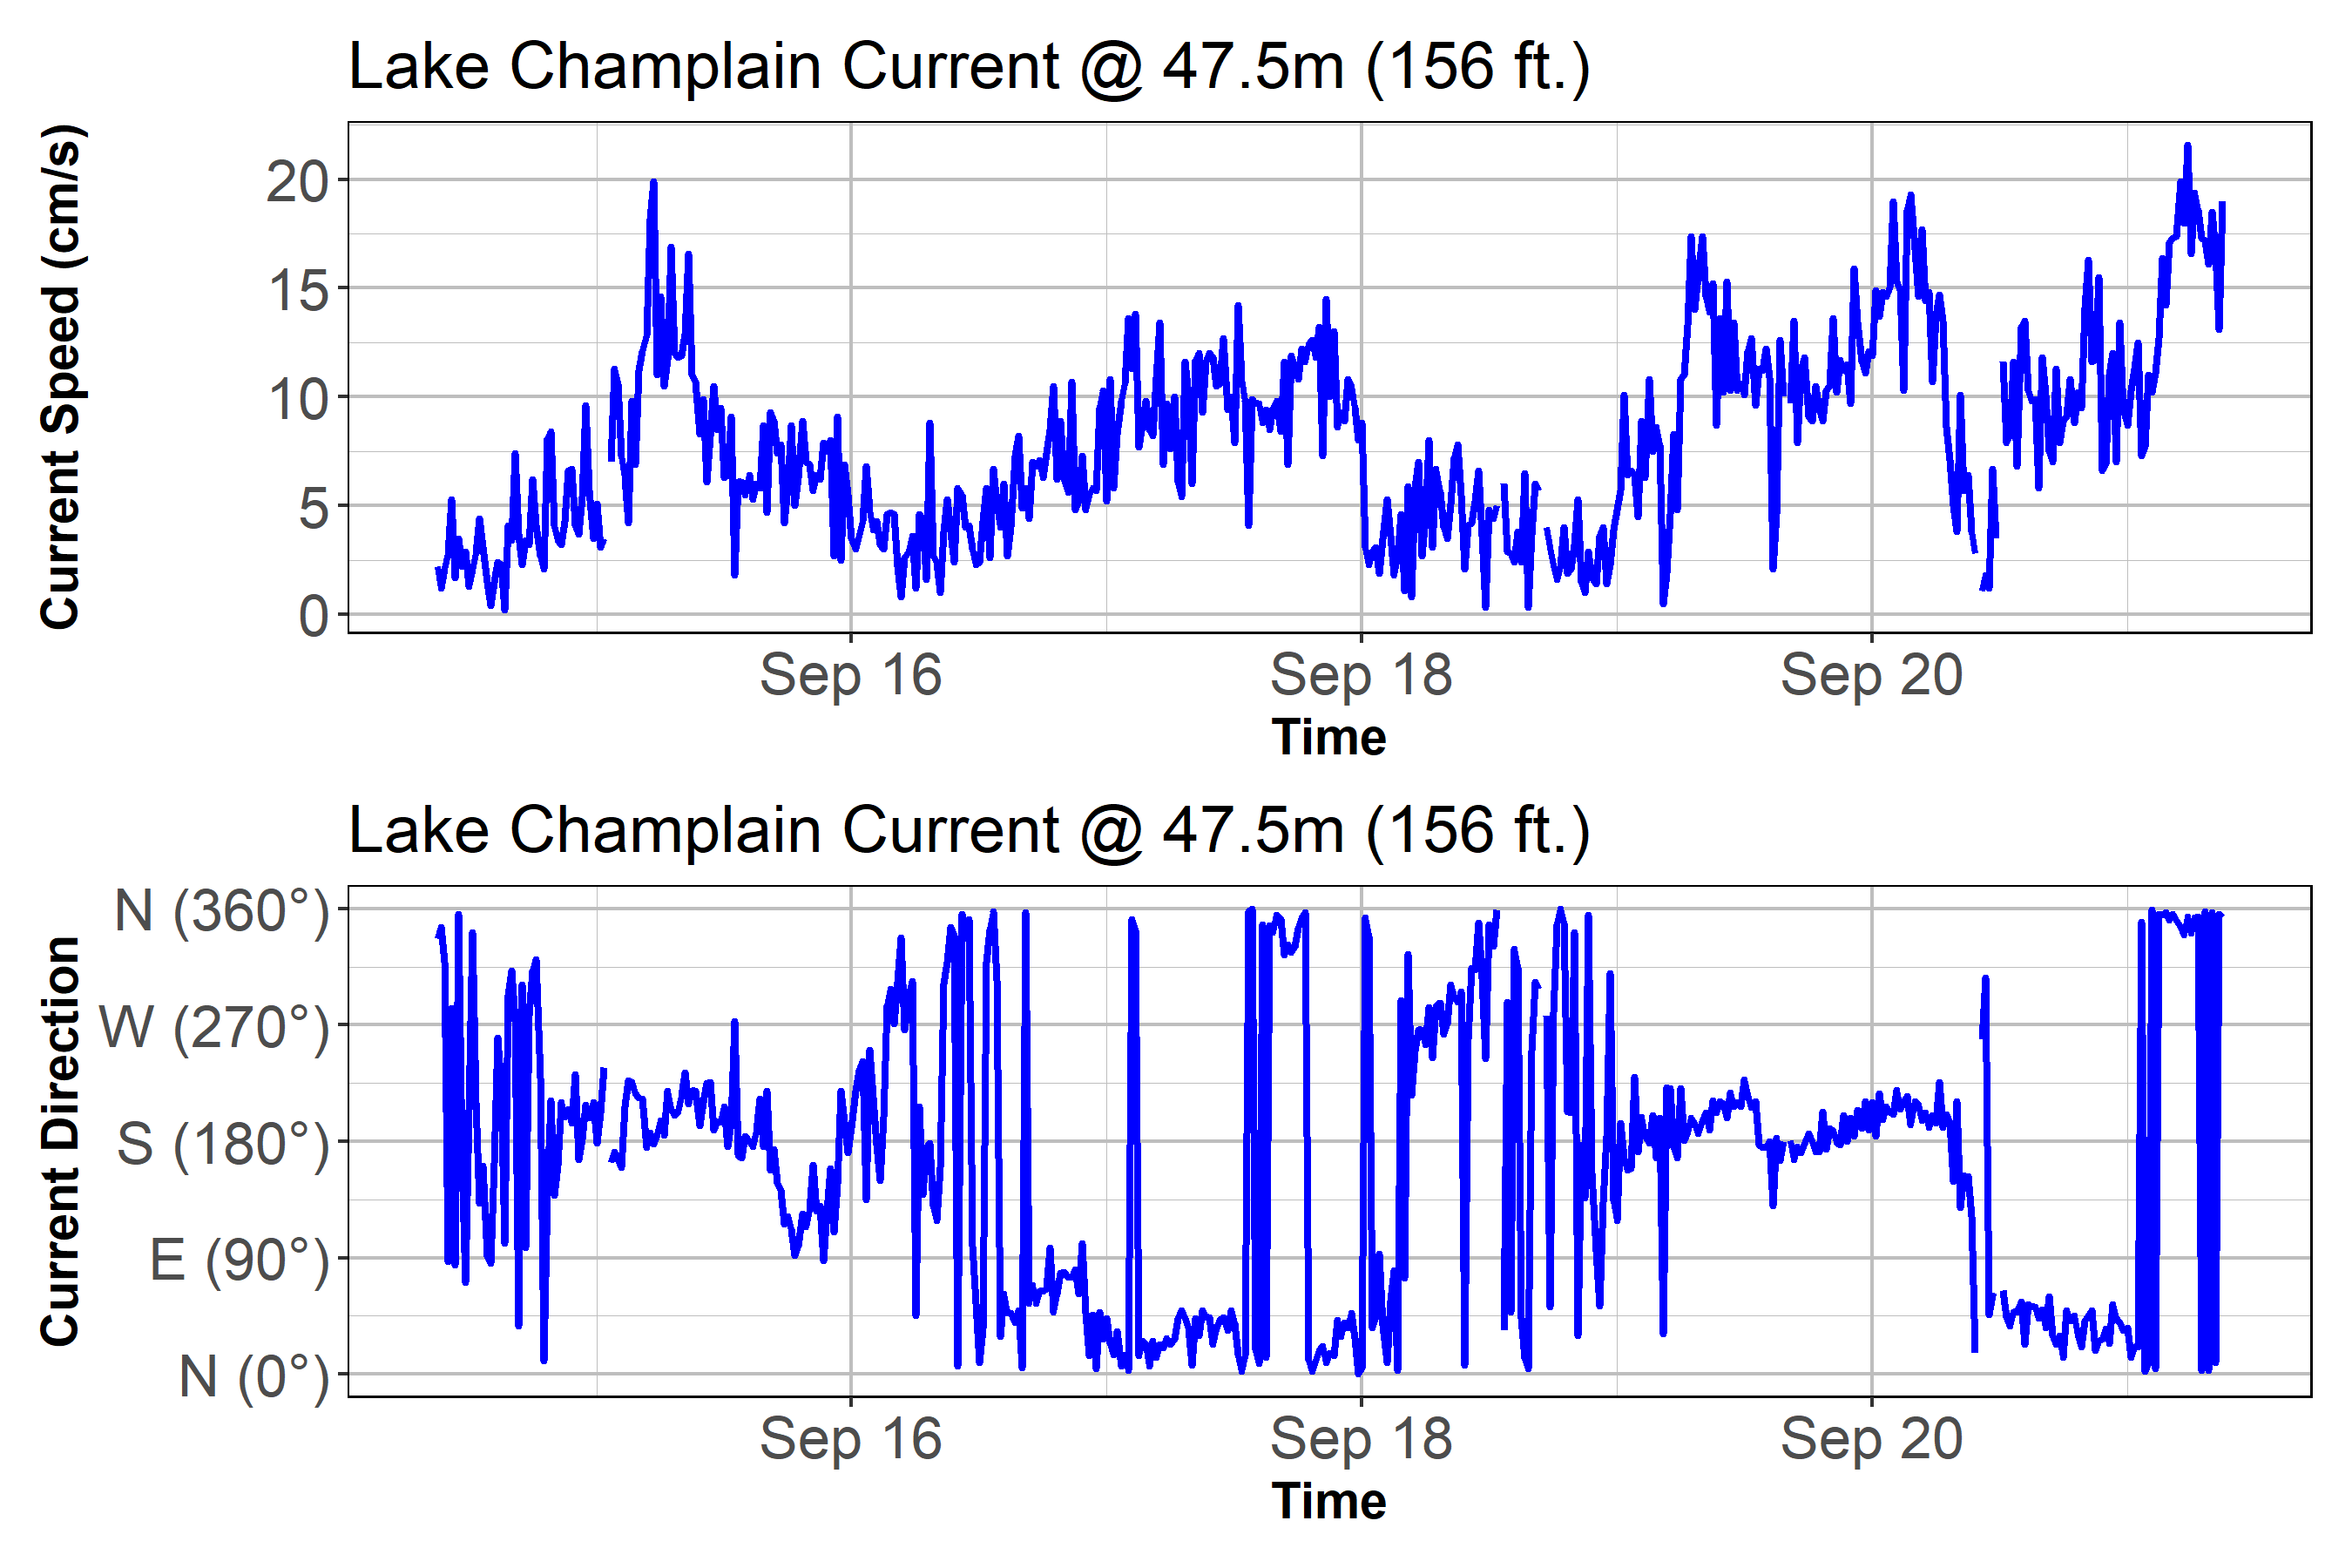 Lake Champlain Current @ 47.5m (156 ft.)
Current Speed (cm/s)
20
15
10
5
0
Sep 16
Sep 18
Sep 20
Time
Lake Champlain Current @ 47.5m (156 ft.)
Current Direction
N (360°)
W (270°)
S (180°)
E (90°)
N (0°)
Sep 16
Sep 18
Sep 20
Time